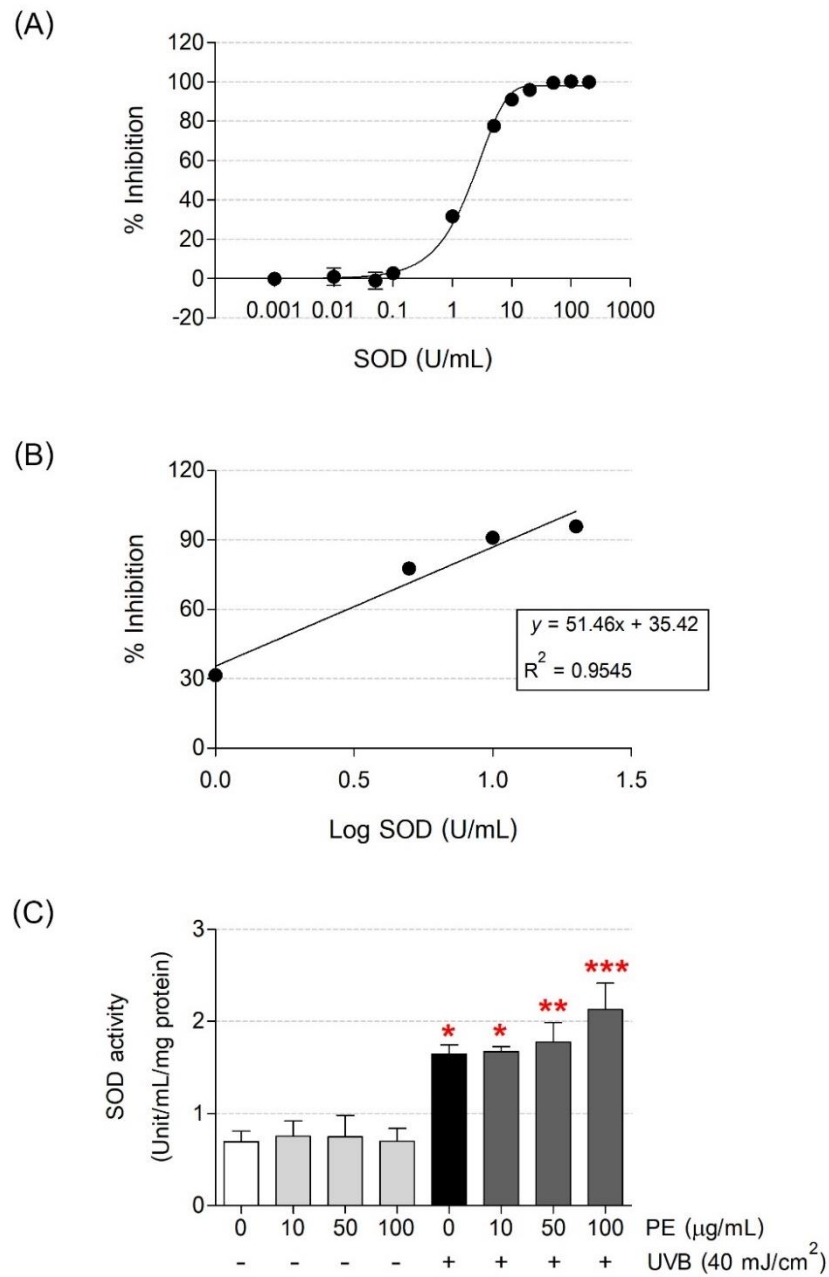 (A)
120
100
80
60
40
20
0
-20
% Inhibition
0.001 0.01 0.1 1 10 100 1000
SOD (U/mL)
(B)
120
90
60
30
0
% Inhibition
y = 51.46x + 35.42
R² = 0.9545
0.0 0.5 1.0 1.5
Log SOD (U/mL)
(C)
3
2
1
0
SOD activity
(Unit/mL/mg protein)
* * ** ***
0 10 50 100 0 10 50 100 PE (µg/mL)
- - - - + + + + UVB (40 mJ/cm²)